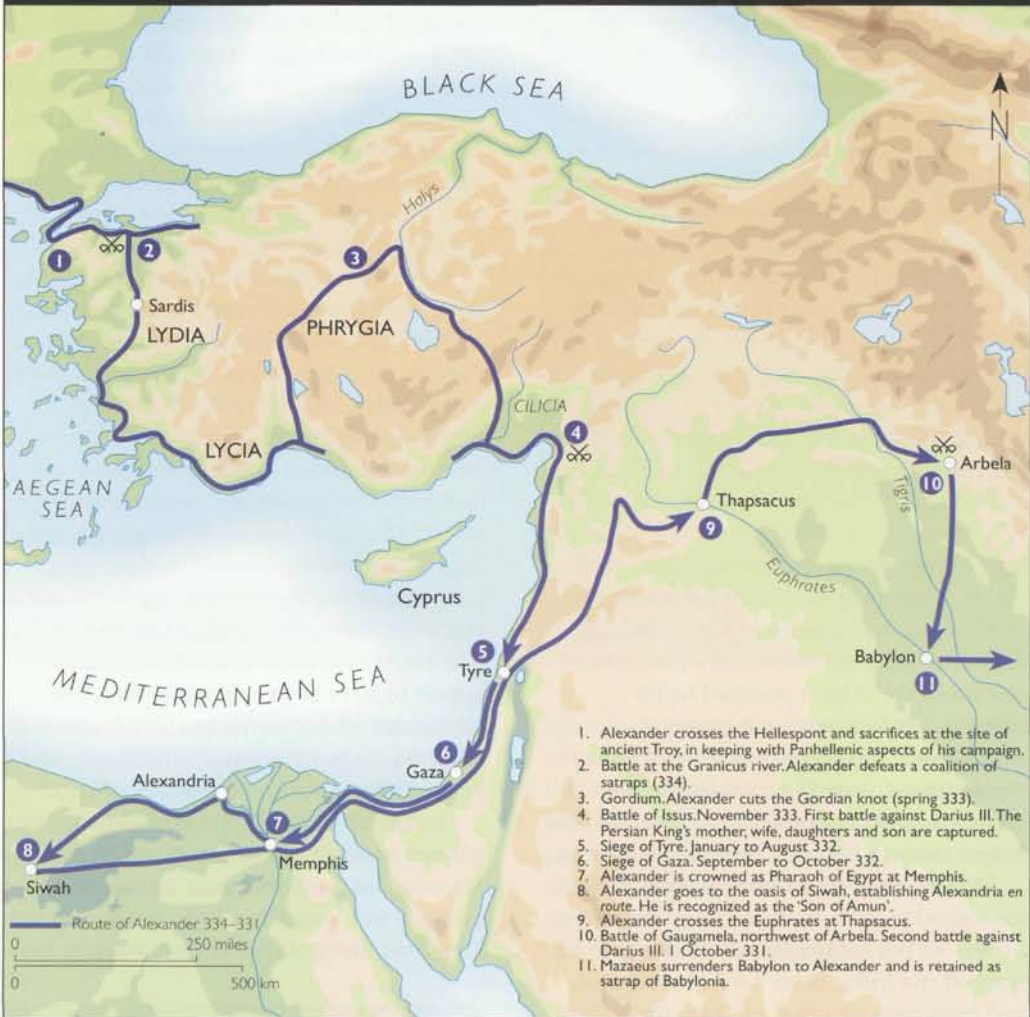 BLACK SEA
N
Halys
1
2
3
Sardis
LYDIA
PHRYGIA
CILICIA
4
LYCIA
Arbela
10
Tigris
AEGEAN
SEA
Thapsacus
9
Euphrates
Cyprus
5
Tyre
Babylon
11
MEDITERRANEAN SEA
6
Gaza
Alexandria
7
Memphis
8
Siwah
Route of Alexander 334–331
0 250 miles
0 500 km
1. Alexander crosses the Hellespont and sacrifices at the site of
ancient Troy, in keeping with Panhellenic aspects of his campaign.
2. Battle at the Granicus river. Alexander defeats a coalition of
satraps (334).
3. Gordium. Alexander cuts the Gordian knot (spring 333).
4. Battle of Issus. November 333. First battle against Darius III. The
Persian King's mother, wife, daughters and son are captured.
5. Siege of Tyre. January to August 332.
6. Siege of Gaza. September to October 332.
7. Alexander is crowned as Pharaoh of Egypt at Memphis.
8. Alexander goes to the oasis of Siwah, establishing Alexandria en
route. He is recognized as the 'Son of Amun'.
9. Alexander crosses the Euphrates at Thapsacus.
10. Battle of Gaugamela, northwest of Arbela. Second battle against
Darius III. 1 October 331.
11. Mazaeus surrenders Babylon to Alexander and is retained as
satrap of Babylonia.